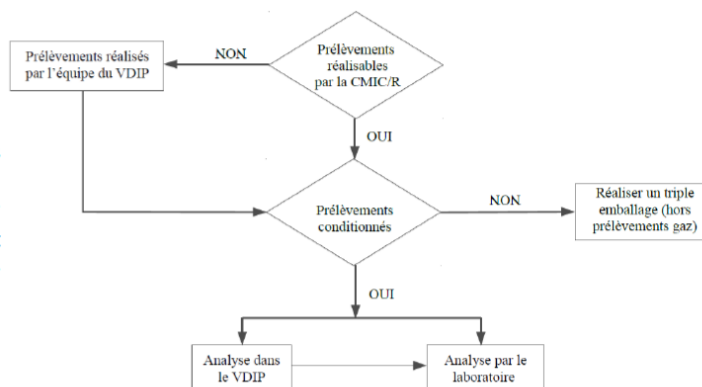 Prélèvements
réalisables
par la CMIC/R
NON
Prélèvements réalisés
par l'équipe du VDIP
OUI
Prélèvements
conditionnés
NON
Réaliser un triple
emballage (hors
prélèvements gaz)
OUI
Analyse dans
le VDIP
Analyse par le
laboratoire